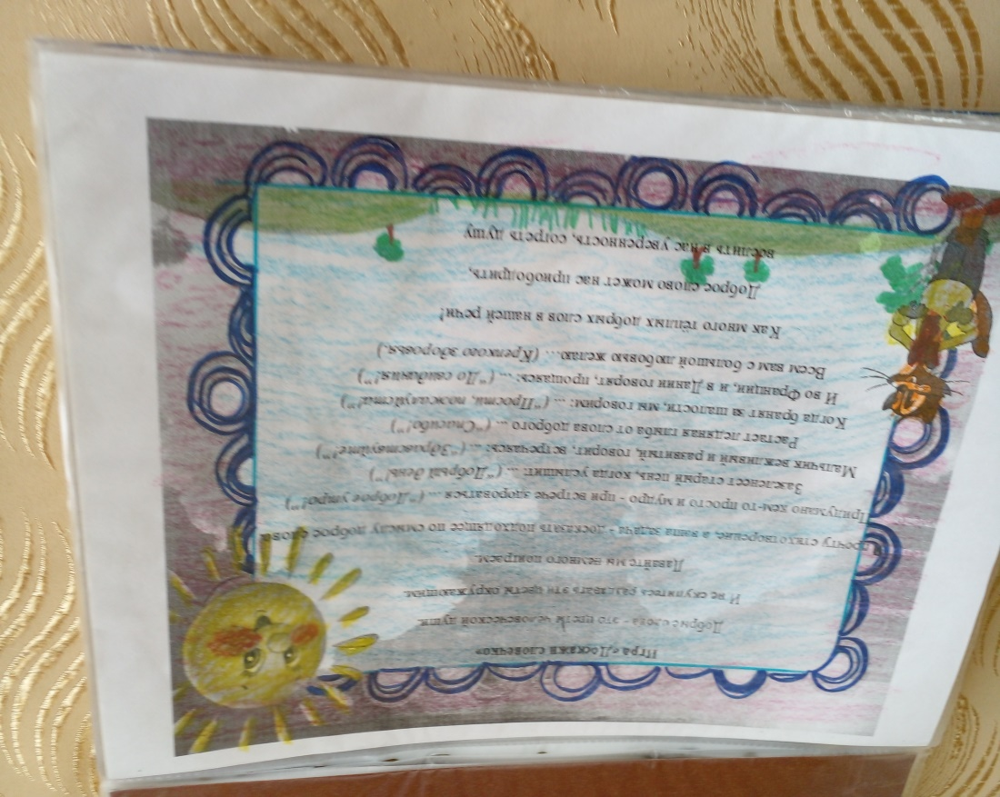 Игра «Доскажи словечко»
Добрые слова - это цветы человеческой души.
И не скупитесь раздавать эти цветы окружающим.
Давайте мы немного поиграем.
Я прочту стихотворение, а ваша задача - досказать подходящее по смыслу доброе слово.
Придумано кем-то просто и мудро - при встрече здороваться ... ("Доброе утро!")
Зазеленеет старый пень, когда услышит: ... ("Добрый день!")
Мальчик вежливый и развитый, говорит, встречаясь: ... ("Здравствуйте!")
Растает ледяная глыба от слова доброго ... ("Спасибо!")
Когда бранят за шалости, мы говорим: ... ("Прости, пожалуйста!")
И во Франции, и в Дании говорят, прощаясь: ... ("До свидания!")
Всем вам с большой любовью желаю... (Крепкого здоровья.)
Как много тёплых добрых слов в нашей речи!
Доброе слово может нас приободрить,
вселить в нас уверенность, согреть душу